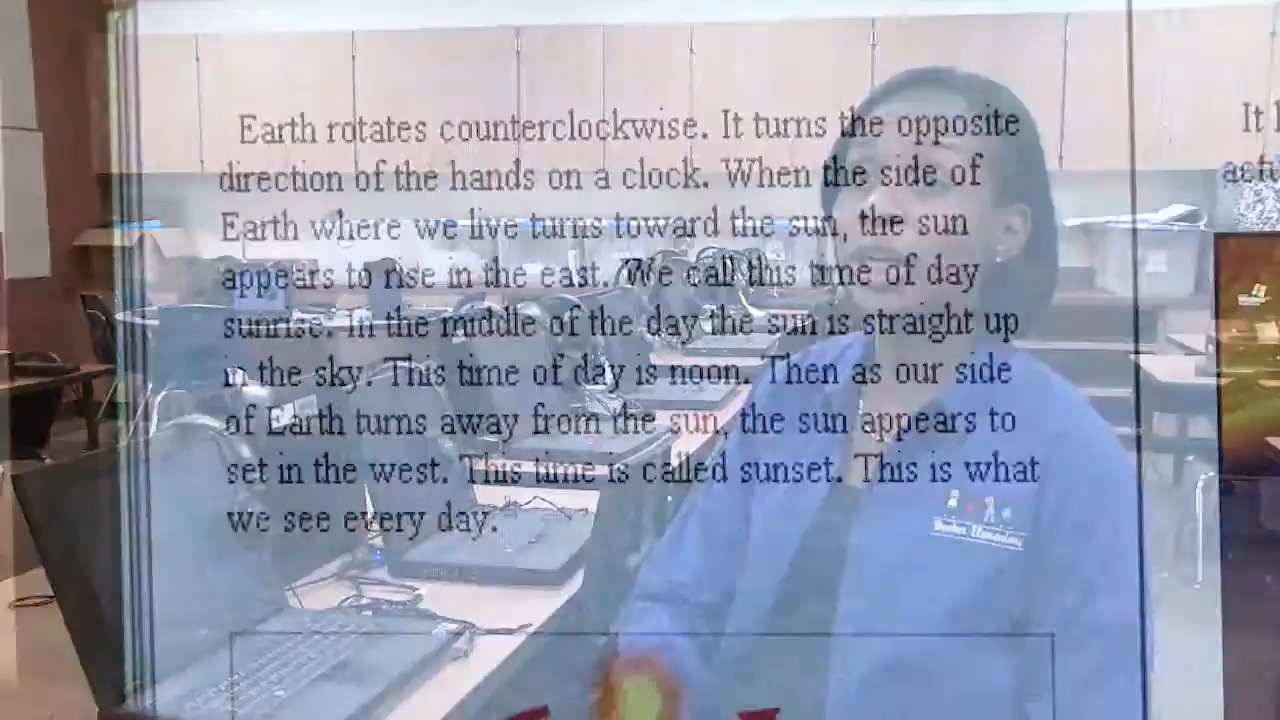 Earth rotates counterclockwise. It turns the opposite
direction of the hands on a clock. When the side of
Earth where we live turns toward the sun, the sun
appears to rise in the east. We call this time of day
sunrise. In the middle of the day the sun is straight up
in the sky. This time of day is noon. Then as our side
of Earth turns away from the sun, the sun appears to
set in the west. This time is called sunset. This is what
we see every day.
It
Elementary